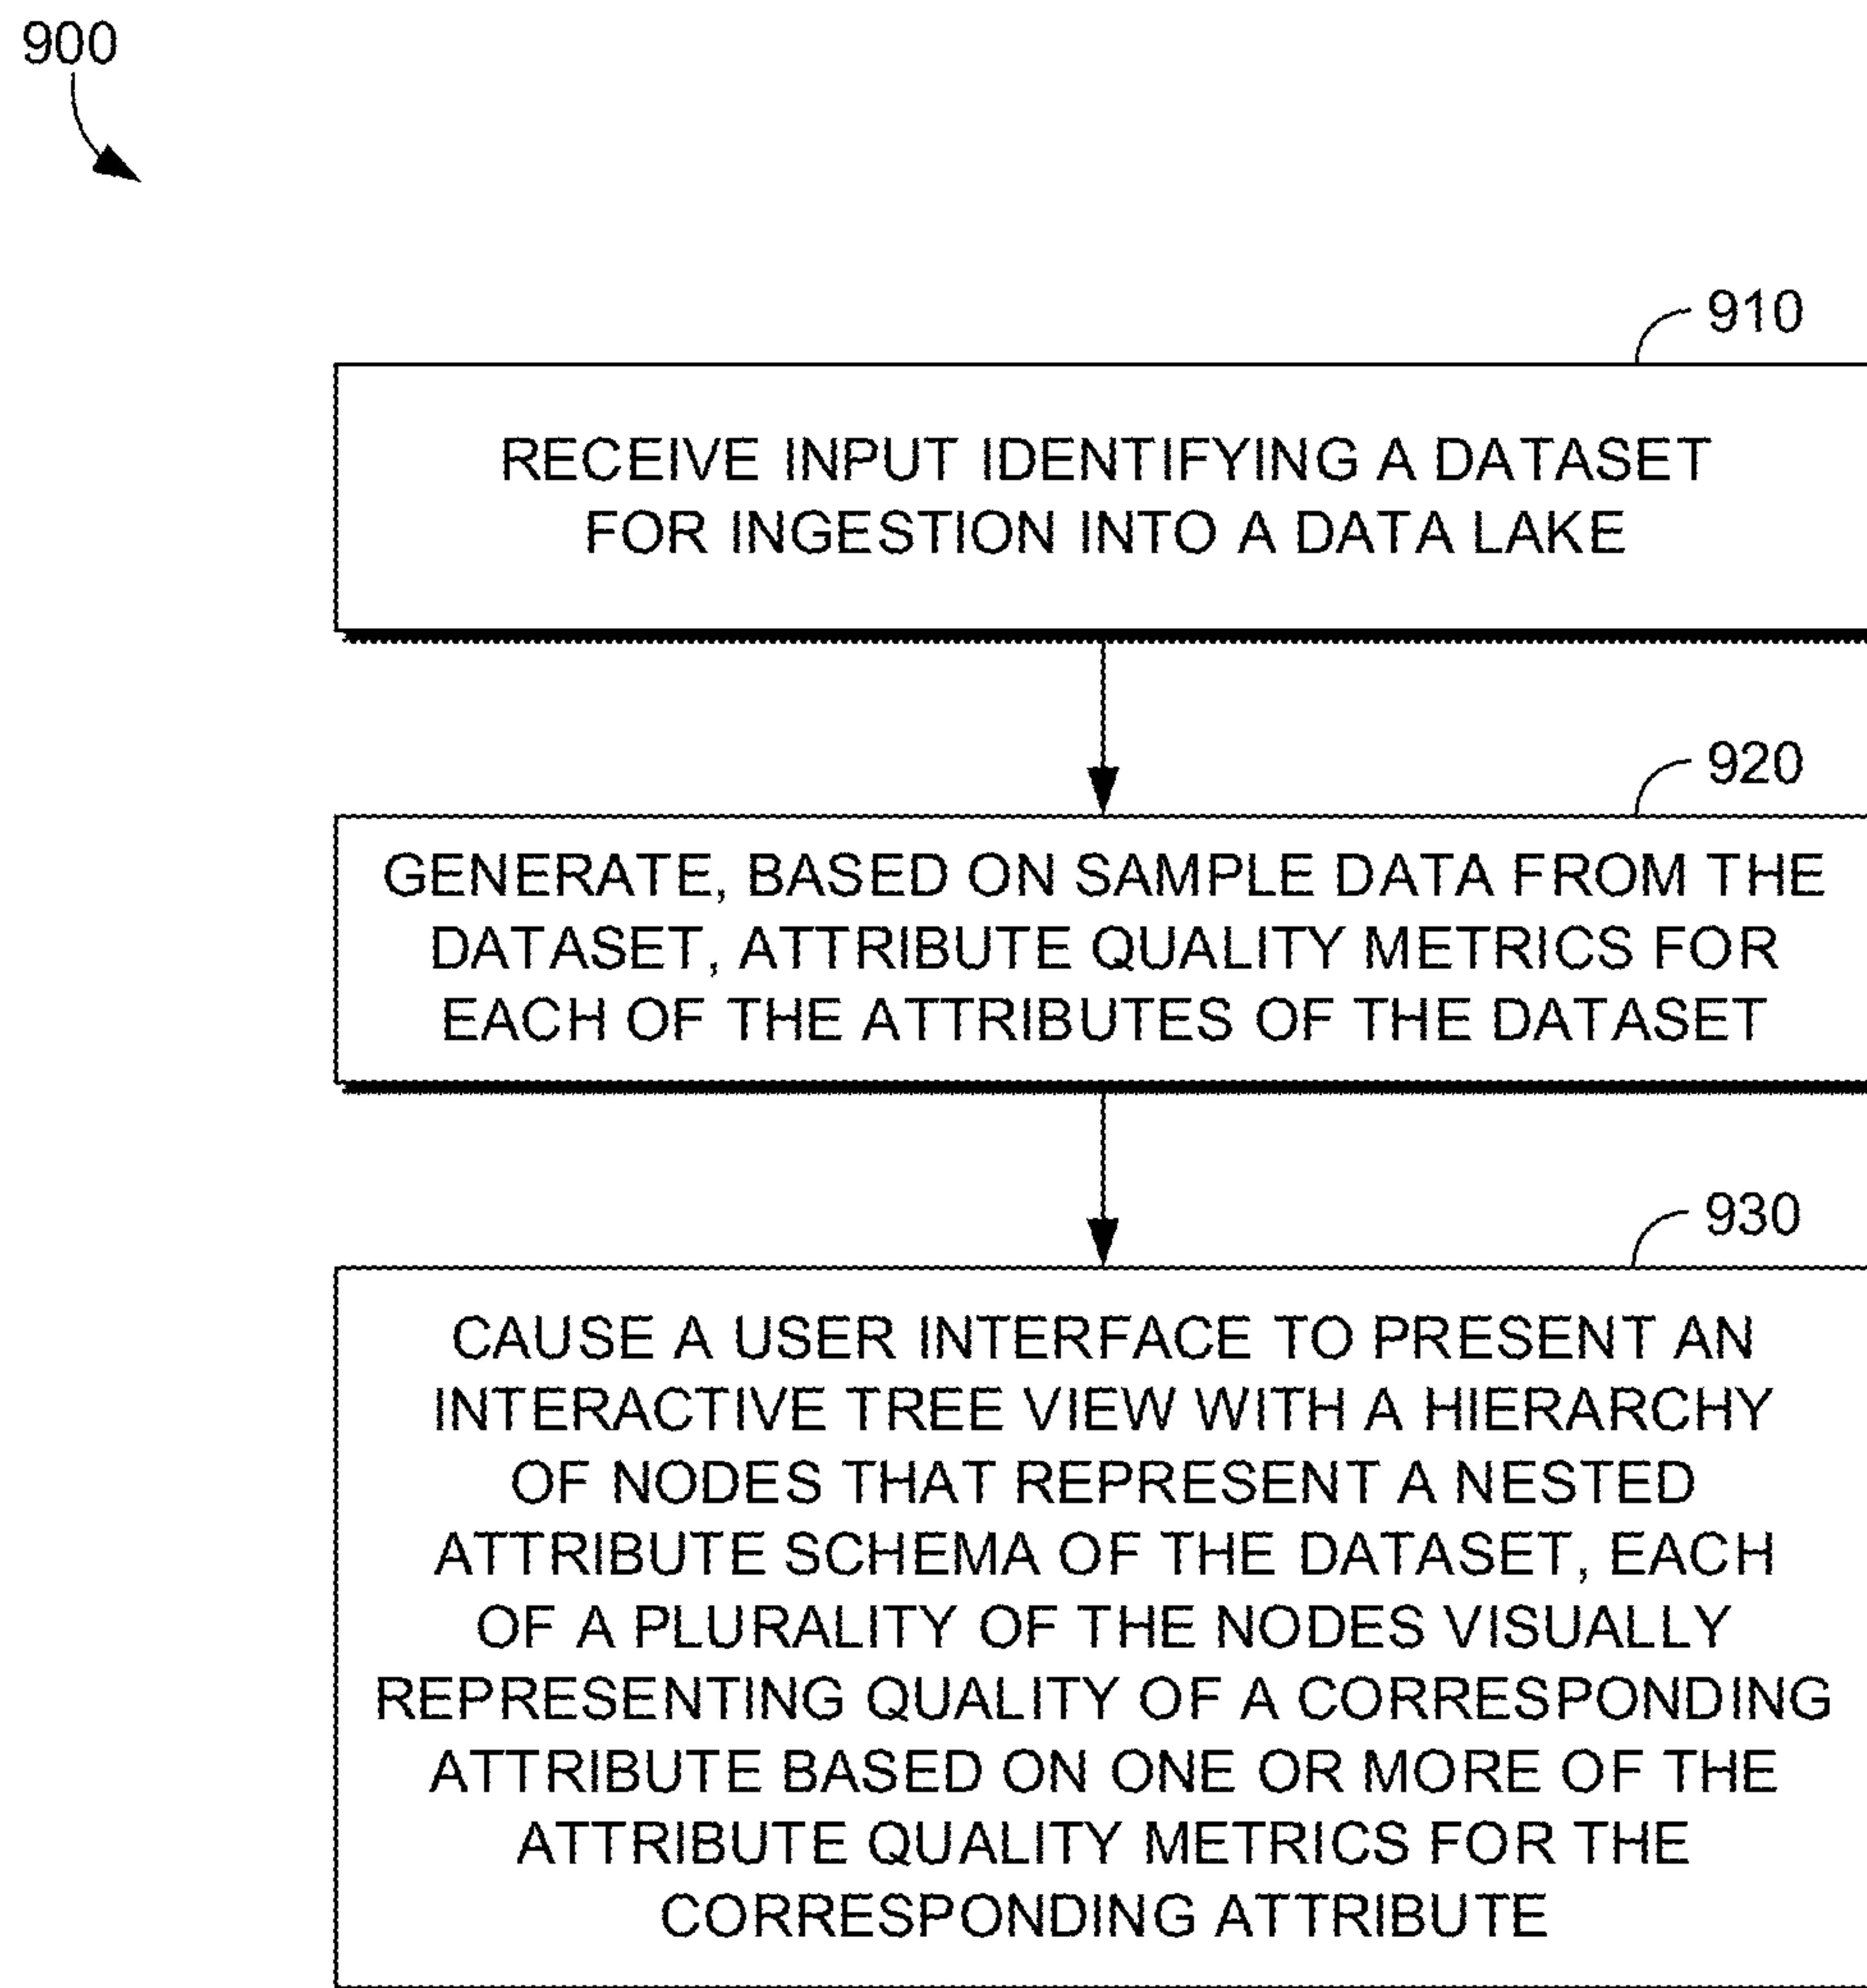 900
910
RECEIVE INPUT IDENTIFYING A DATASET
FOR INGESTION INTO A DATA LAKE
920
GENERATE, BASED ON SAMPLE DATA FROM THE
DATASET, ATTRIBUTE QUALITY METRICS FOR
EACH OF THE ATTRIBUTES OF THE DATASET
930
CAUSE A USER INTERFACE TO PRESENT AN
INTERACTIVE TREE VIEW WITH A HIERARCHY
OF NODES THAT REPRESENT A NESTED
ATTRIBUTE SCHEMA OF THE DATASET, EACH
OF A PLURALITY OF THE NODES VISUALLY
REPRESENTING QUALITY OF A CORRESPONDING
ATTRIBUTE BASED ON ONE OR MORE OF THE
ATTRIBUTE QUALITY METRICS FOR THE
CORRESPONDING ATTRIBUTE